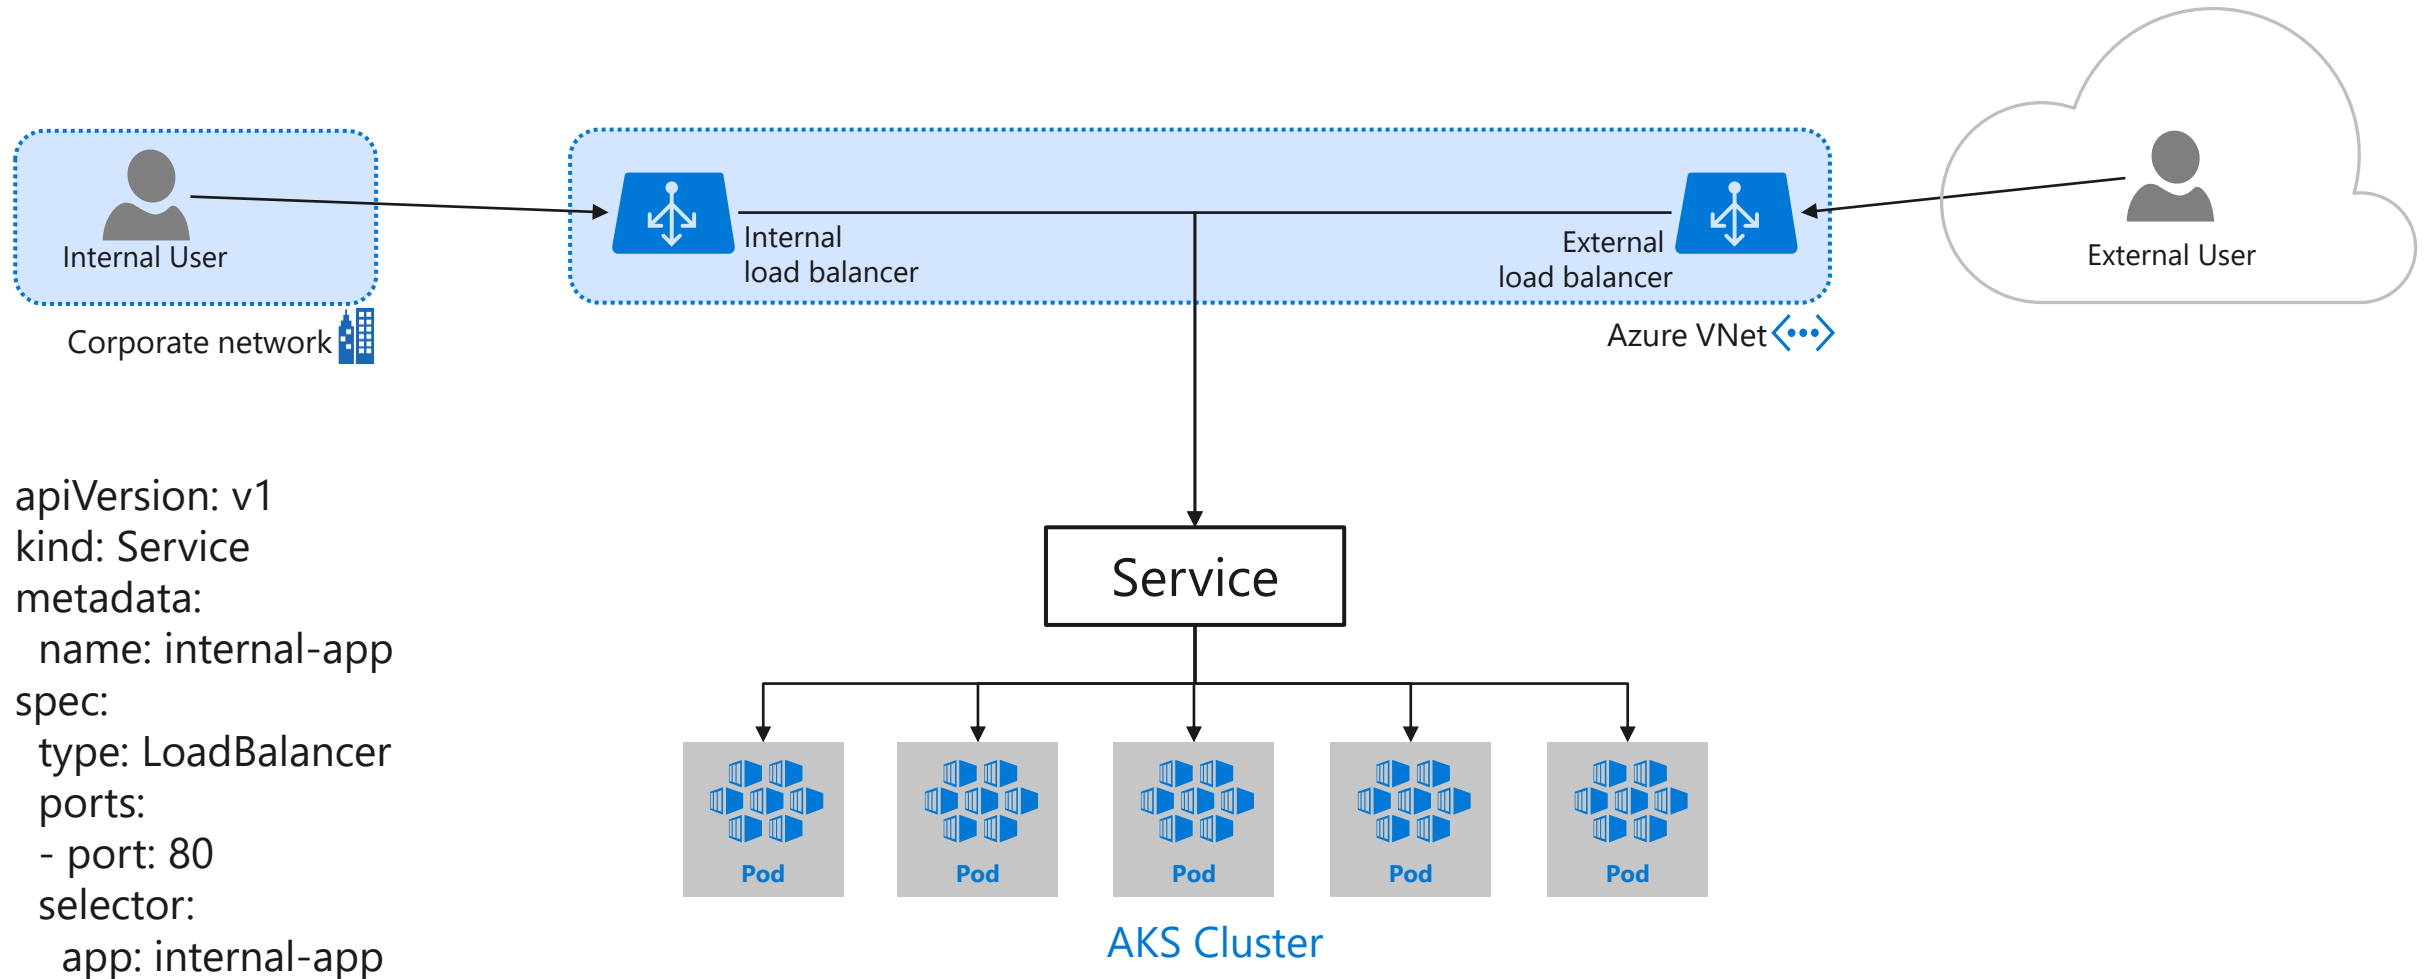 Internal User
Corporate network
Internal
load balancer
External
load balancer
Azure VNet
External User
apiVersion: v1
kind: Service
metadata:
  name: internal-app
spec:
  type: LoadBalancer
  ports:
  - port: 80
  selector:
    app: internal-app
Service
Pod
Pod
Pod
Pod
Pod
AKS Cluster